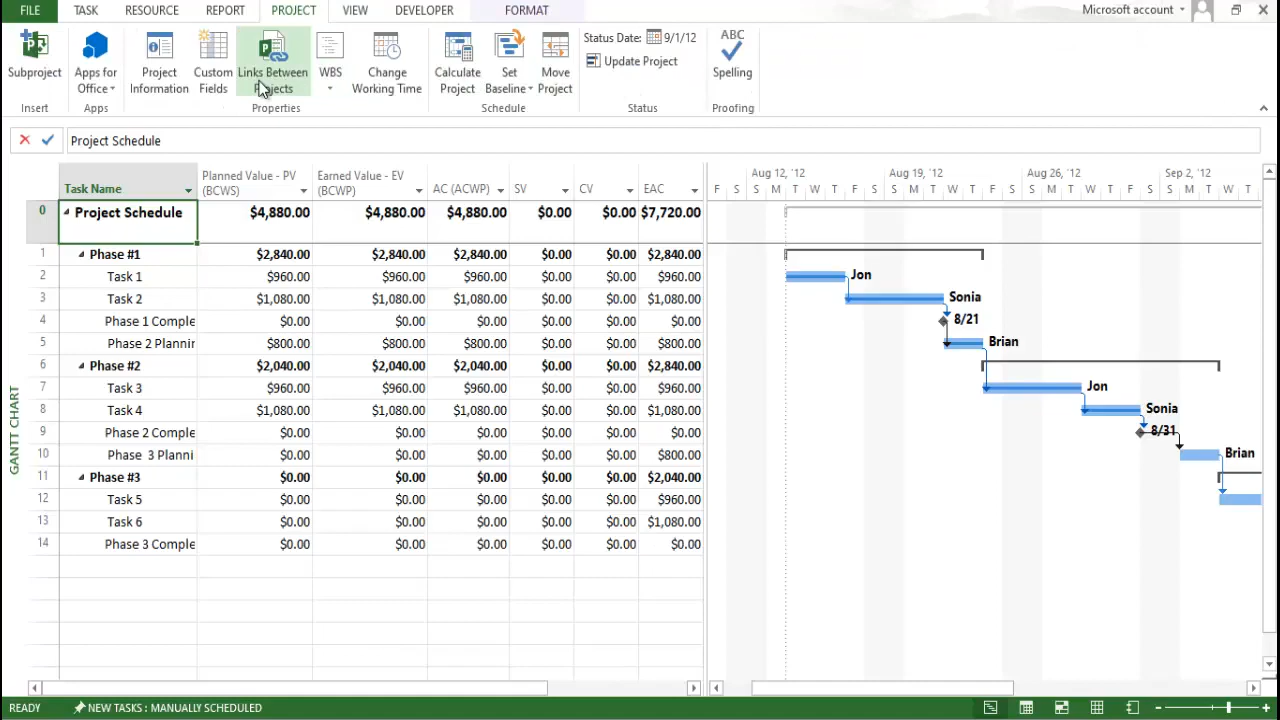 FILE TASK RESOURCE REPORT PROJECT VIEW DEVELOPER FORMAT Microsoft account
Subproject
Apps for Office
Project Information
Custom Fields
Links Between Projects
WBS
Change Working Time
Calculate Project
Set Baseline
Move Project
Status Date: 9/1/12
Update Project
ABC
Spelling
Insert Apps Properties Schedule Status Proofing
Project Schedule
Task Name Planned Value - PV (BCWS) Earned Value - EV (BCWP) AC (ACWP) SV CV EAC
Aug 12, '12 Aug 19, '12 Aug 26, '12 Sep 2, '12
F S S M T W T F S S M T W T F S S M T W T F S S M T W T
0 Project Schedule $4,880.00 $4,880.00 $4,880.00 $0.00 $0.00 $7,720.00
1 Phase #1 $2,840.00 $2,840.00 $2,840.00 $0.00 $0.00 $2,840.00
2 Task 1 $960.00 $960.00 $960.00 $0.00 $0.00 $960.00 Jon
3 Task 2 $1,080.00 $1,080.00 $1,080.00 $0.00 $0.00 $1,080.00 Sonia
4 Phase 1 Comple $0.00 $0.00 $0.00 $0.00 $0.00 $0.00 8/21
5 Phase 2 Plannir $800.00 $800.00 $800.00 $0.00 $0.00 $800.00 Brian
6 Phase #2 $2,040.00 $2,040.00 $2,040.00 $0.00 $0.00 $2,840.00
7 Task 3 $960.00 $960.00 $960.00 $0.00 $0.00 $960.00 Jon
8 Task 4 $1,080.00 $1,080.00 $1,080.00 $0.00 $0.00 $1,080.00 Sonia
9 Phase 2 Comple $0.00 $0.00 $0.00 $0.00 $0.00 $0.00 8/31
10 Phase 3 Planni $0.00 $0.00 $0.00 $0.00 $0.00 $800.00 Brian
11 Phase #3 $0.00 $0.00 $0.00 $0.00 $0.00 $2,040.00
12 Task 5 $0.00 $0.00 $0.00 $0.00 $0.00 $960.00
13 Task 6 $0.00 $0.00 $0.00 $0.00 $0.00 $1,080.00
14 Phase 3 Comple $0.00 $0.00 $0.00 $0.00 $0.00 $0.00
GANTT CHART
READY NEW TASKS : MANUALLY SCHEDULED